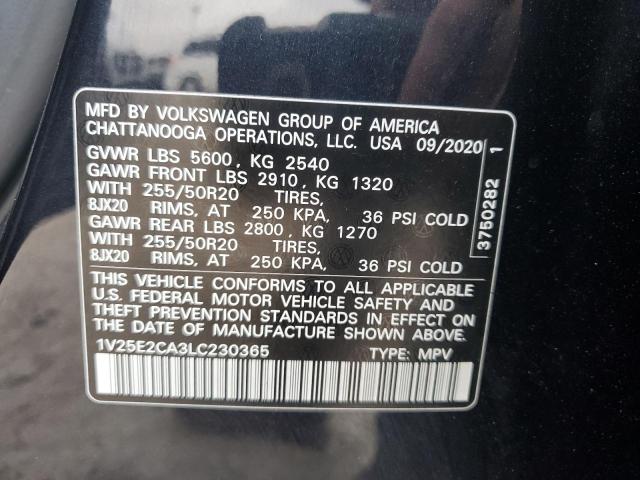 MFD BY VOLKSWAGEN GROUP OF AMERICA
CHATTANOOGA OPERATIONS, LLC. USA 09/2020
GVWR LBS 5600, KG 2540
GAWR FRONT LBS 2910, KG 1320
WITH 255/50R20 TIRES,
8JX20 RIMS, AT 250 KPA, 36 PSI COLD
GAWR REAR LBS 2800, KG 1270
WITH 255/50R20 TIRES,
8JX20 RIMS, AT 250 KPA, 36 PSI COLD
THIS VEHICLE CONFORMS TO ALL APPLICABLE
U.S. FEDERAL MOTOR VEHICLE SAFETY AND
THEFT PREVENTION STANDARDS IN EFFECT ON
THE DATE OF MANUFACTURE SHOWN ABOVE.
1V25E2CA3LC230365 TYPE: MPV
3750282 1